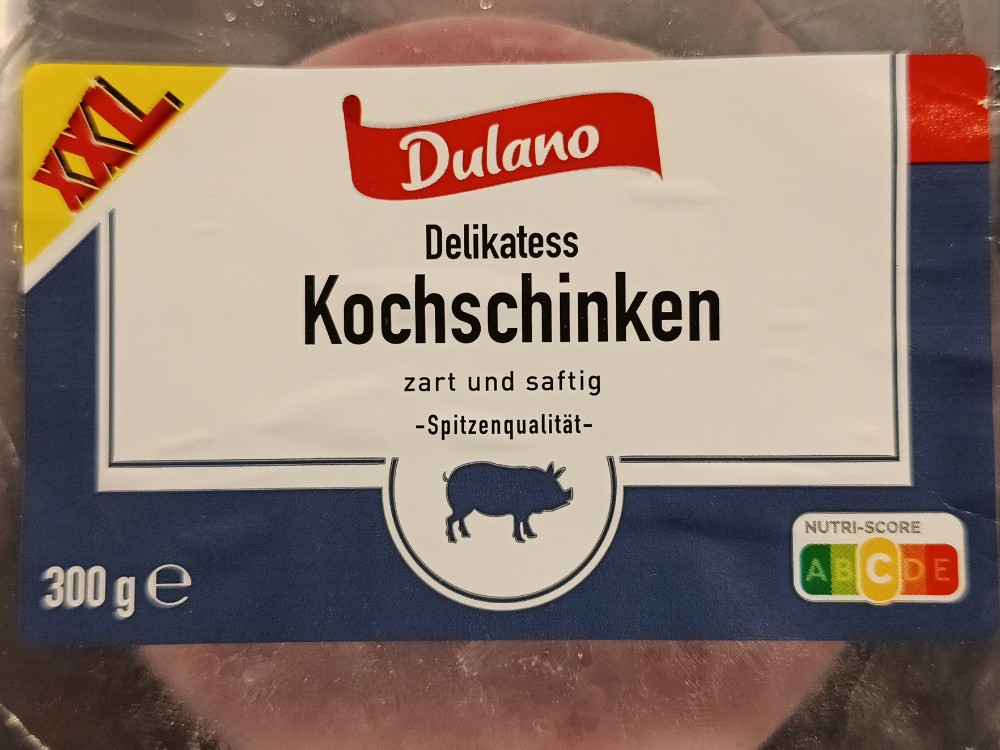 XXL
Dulano
Delikatess
Kochschinken
zart und saftig
-Spitzenqualität-
NUTRI-SCORE
A B C D E
300 g e